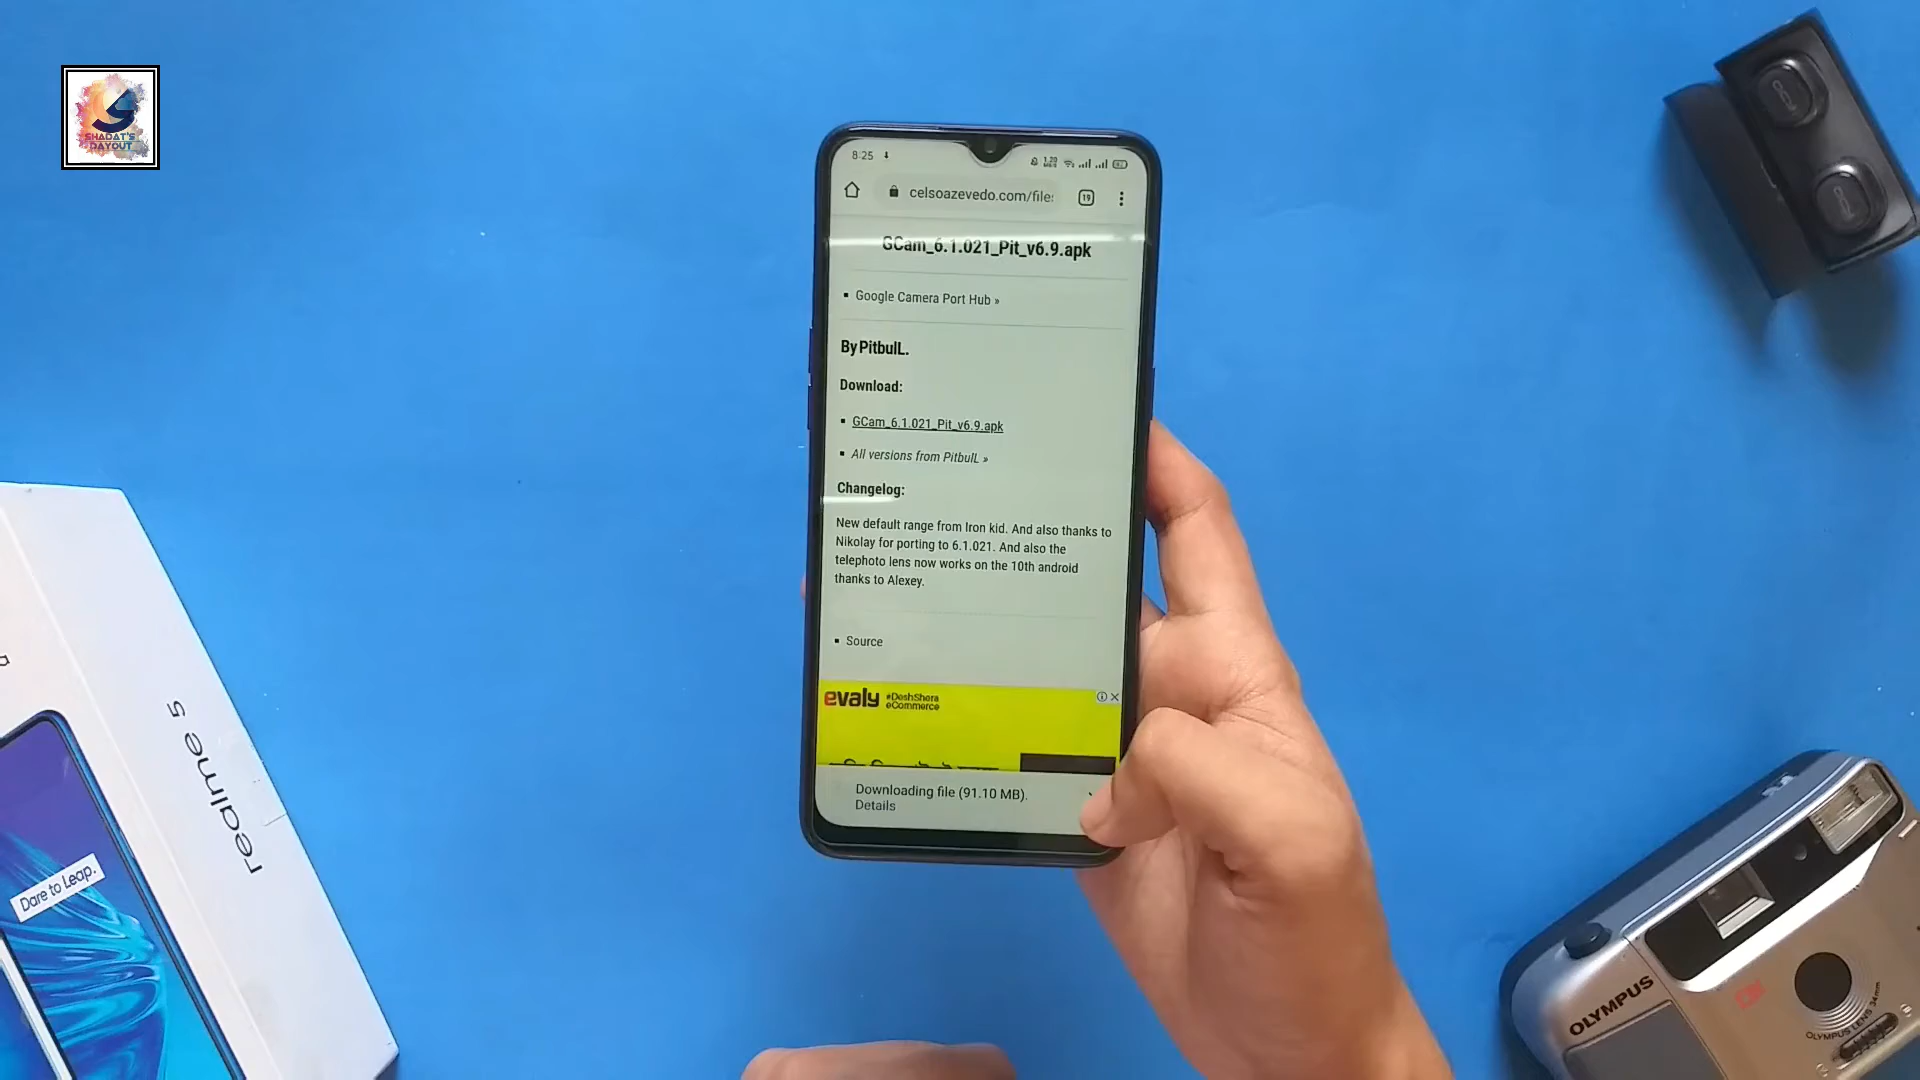 SHADAT'S
DAYOUT
8:25
celsoazevedo.com/file
19
GCam_6.1.021_Pit_v6.9.apk
Google Camera Port Hub »
By PitbulL.
Download:
GCam_6.1.021_Pit_v6.9.apk
All versions from PitbulL »
Changelog:
New default range from Iron kid. And also thanks to
Nikolay for porting to 6.1.021. And also the
telephoto lens now works on the 10th android
thanks to Alexey.
Source
evaly #DeshShera
eCommerce
Downloading file (91.10 MB).
Details
realme 5
Dare to Leap.
OLYMPUS
OLYMPUS LENS 34mm